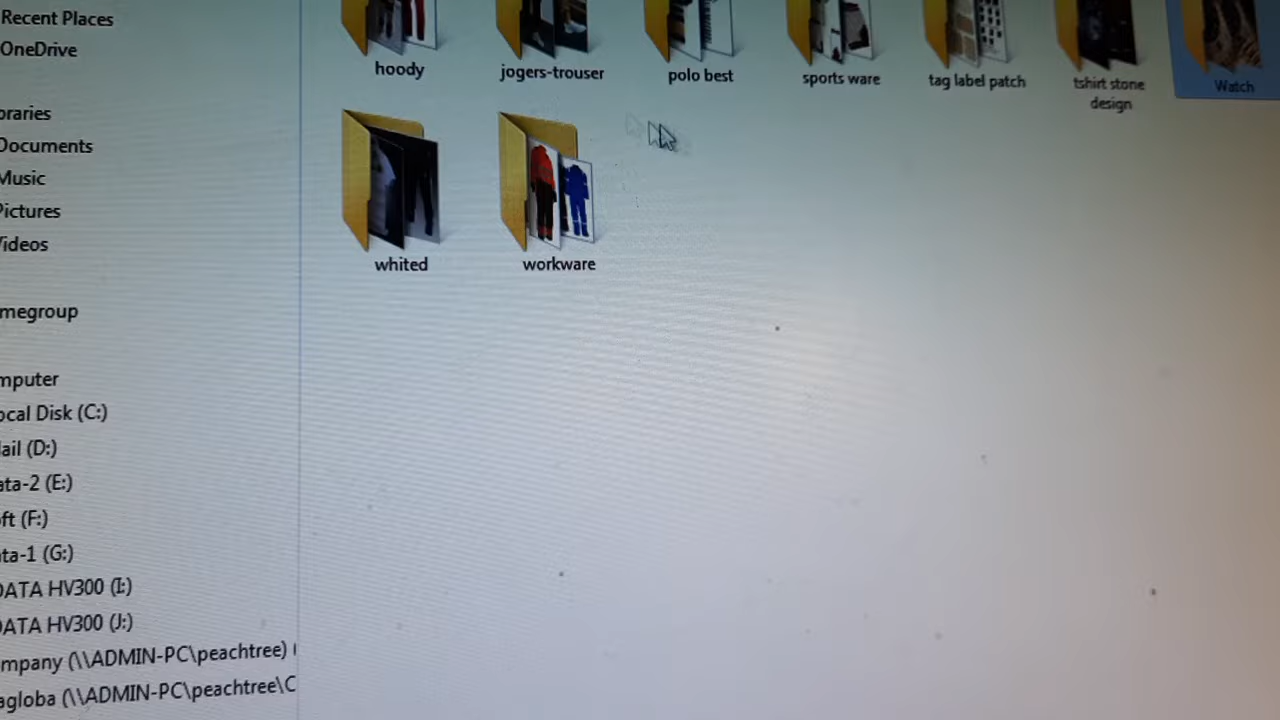 Recent Places
OneDrive
braries
Documents
Music
Pictures
Videos
megroup
mputer
ocal Disk (C:)
ail (D:)
ata-2 (E:)
ft (F:)
ata-1 (G:)
DATA HV300 (I:)
DATA HV300 (J:)
mpany (\\ADMIN-PC\peachtree) (
agloba (\\ADMIN-PC\peachtree\C
hoody
jogers-trouser
polo best
sports ware
tag label patch
tshirt stone
design
Watch
whited
workware